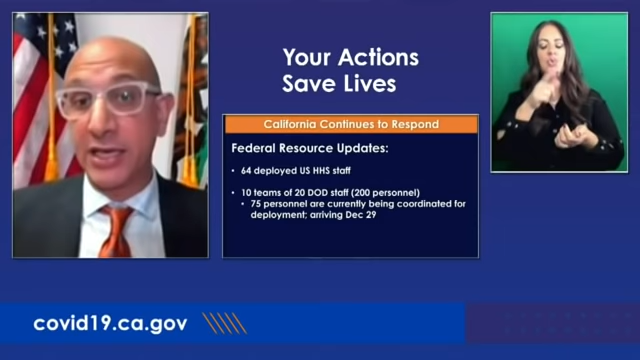 Your Actions
Save Lives
California Continues to Respond
Federal Resource Updates:
• 64 deployed US HHS staff
• 10 teams of 20 DOD staff (200 personnel)
• 75 personnel are currently being coordinated for
deployment; arriving Dec 29
covid19.ca.gov